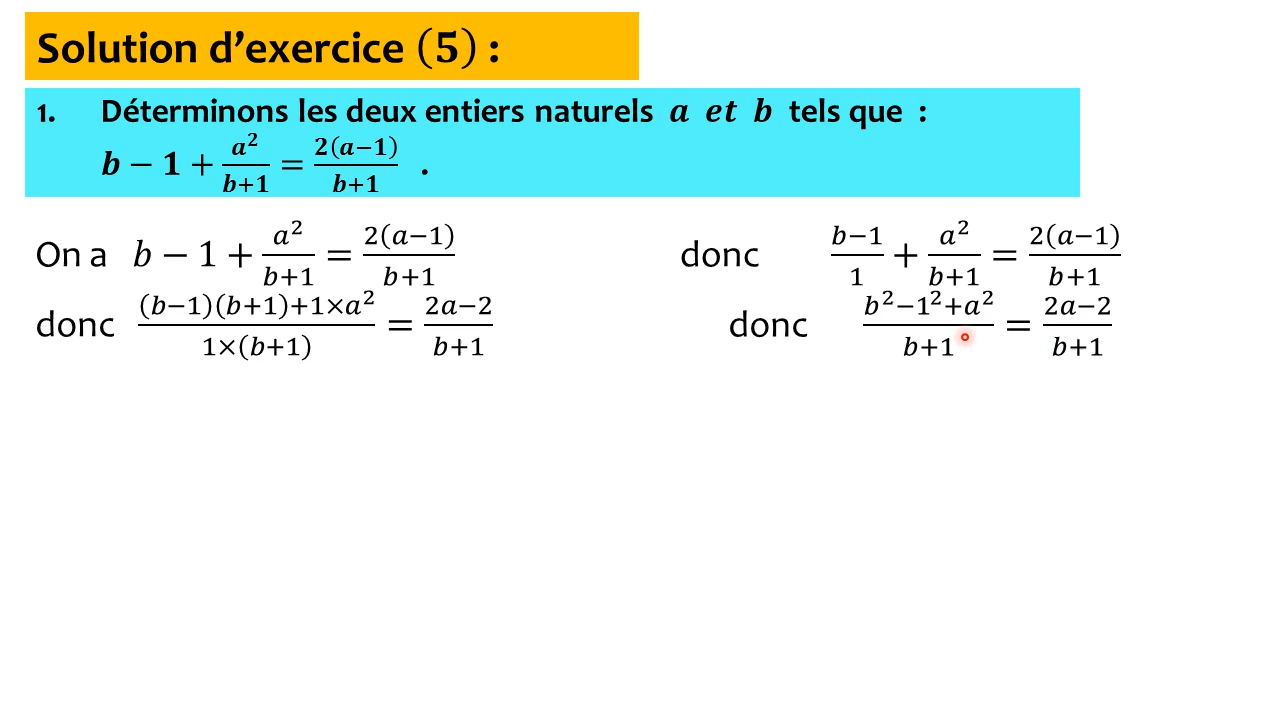 Solution d’exercice (5) :
1. Déterminons les deux entiers naturels a et b tels que :
b − 1 + a²/(b+1) = 2(a−1)/(b+1) .
On a b − 1 + a²/(b+1) = 2(a−1)/(b+1) donc (b−1)/1 + a²/(b+1) = 2(a−1)/(b+1)
donc ((b−1)(b+1)+1×a²)/(1×(b+1)) = (2a−2)/(b+1) donc (b²−1²+a²)/(b+1) = (2a−2)/(b+1)